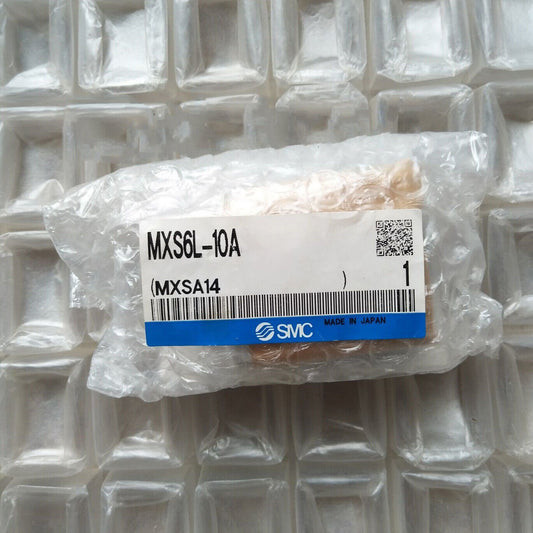 MXS6L-10A
(MXSA14 )
1
SMC
MADE IN JAPAN